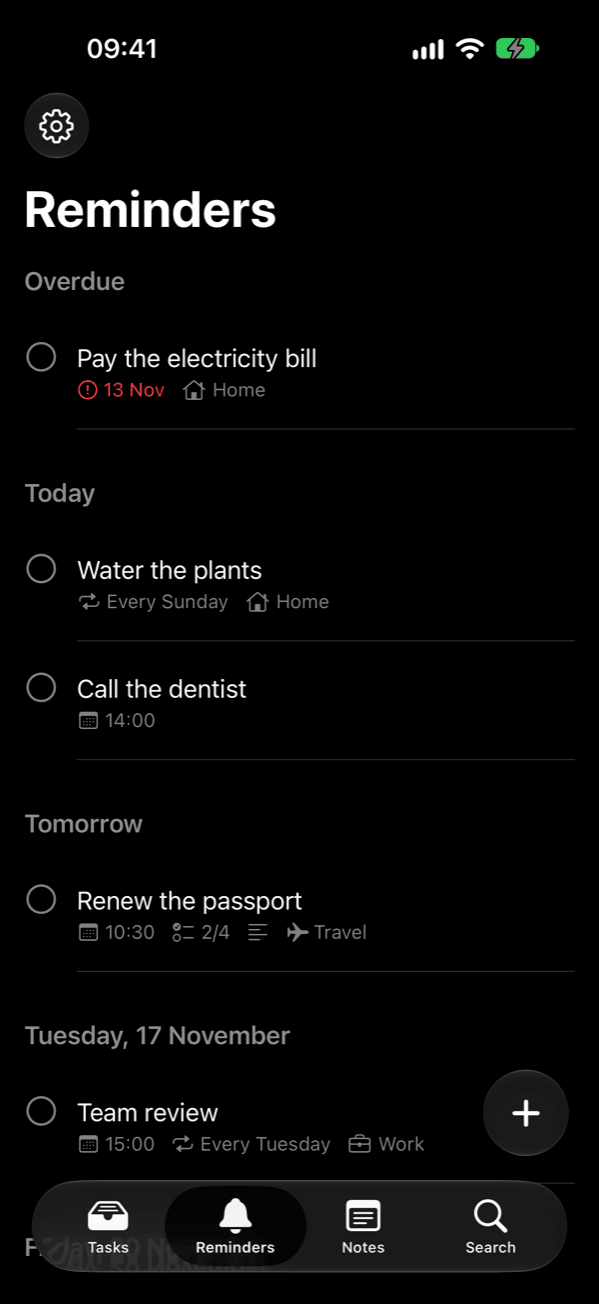 09:41
Reminders
Overdue
Pay the electricity bill
13 Nov Home
Today
Water the plants
Every Sunday Home
Call the dentist
14:00
Tomorrow
Renew the passport
10:30 2/4 Travel
Tuesday, 17 November
Team review
15:00 Every Tuesday Work
Tasks Reminders Notes Search